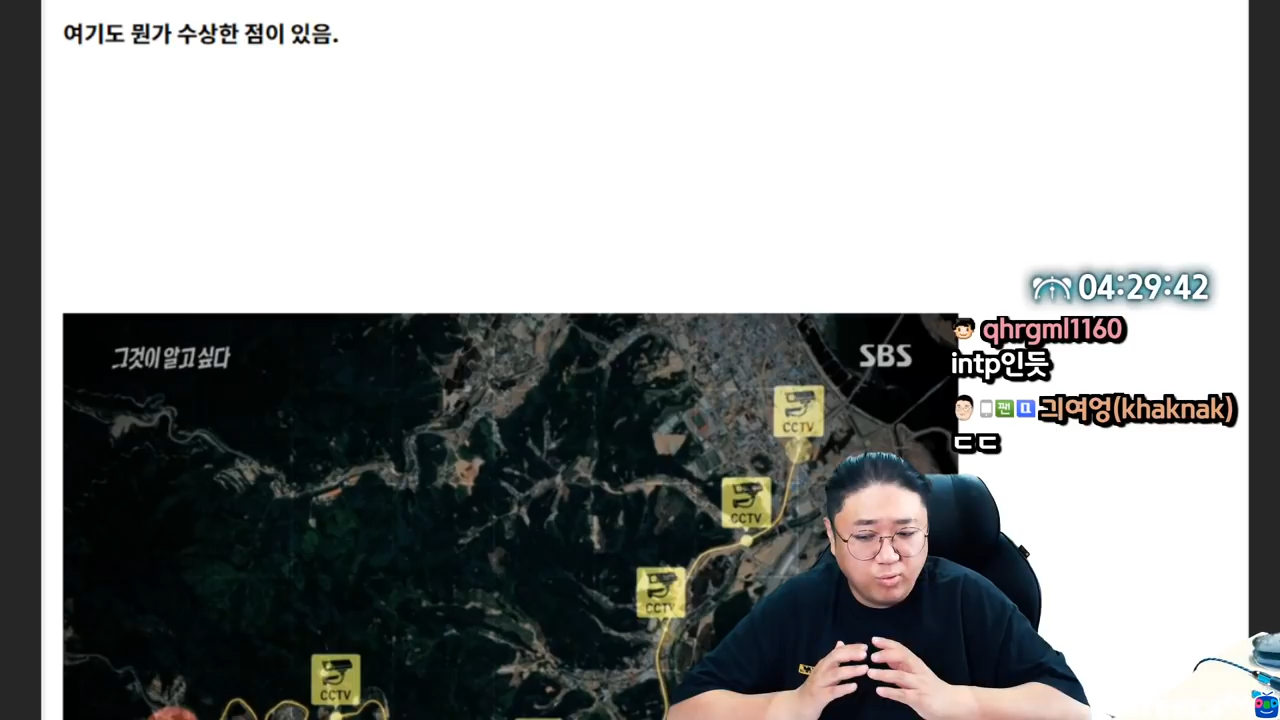 여기도 뭔가 수상한 점이 있음.
04:29:42
그것이 알고싶다
SBS
qhrgml1160
intp인듯
CCTV
긔여엉(khaknak)
ㄷㄷ
CCTV
CCTV
CCTV